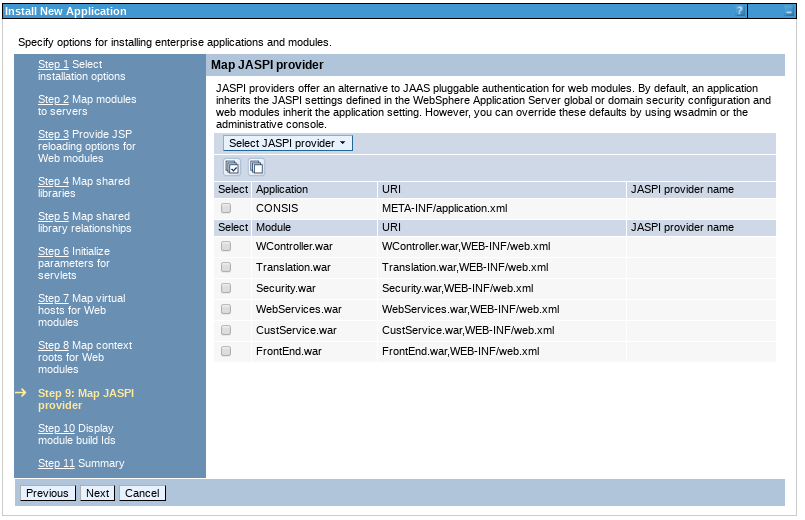 Install New Application
?
Specify options for installing enterprise applications and modules.
Step 1 Select
installation options
Step 2 Map modules
to servers
Step 3 Provide JSP
reloading options for
Web modules
Step 4 Map shared
libraries
Step 5 Map shared
library relationships
Step 6 Initialize
parameters for
servlets
Step 7 Map virtual
hosts for Web
modules
Step 8 Map context
roots for Web
modules
Step 9: Map JASPI
provider
Step 10 Display
module build Ids
Step 11 Summary
Map JASPI provider
JASPI providers offer an alternative to JAAS pluggable authentication for web modules. By default, an application
inherits the JASPI settings defined in the WebSphere Application Server global or domain security configuration and
web modules inherit the application setting. However, you can override these defaults by using wsadmin or the
administrative console.
Select JASPI provider
Select Application URI JASPI provider name
CONSIS META-INF/application.xml
Select Module URI JASPI provider name
WController.war WController.war,WEB-INF/web.xml
Translation.war Translation.war,WEB-INF/web.xml
Security.war Security.war,WEB-INF/web.xml
WebServices.war WebServices.war,WEB-INF/web.xml
CustService.war CustService.war,WEB-INF/web.xml
FrontEnd.war FrontEnd.war,WEB-INF/web.xml
Previous Next Cancel